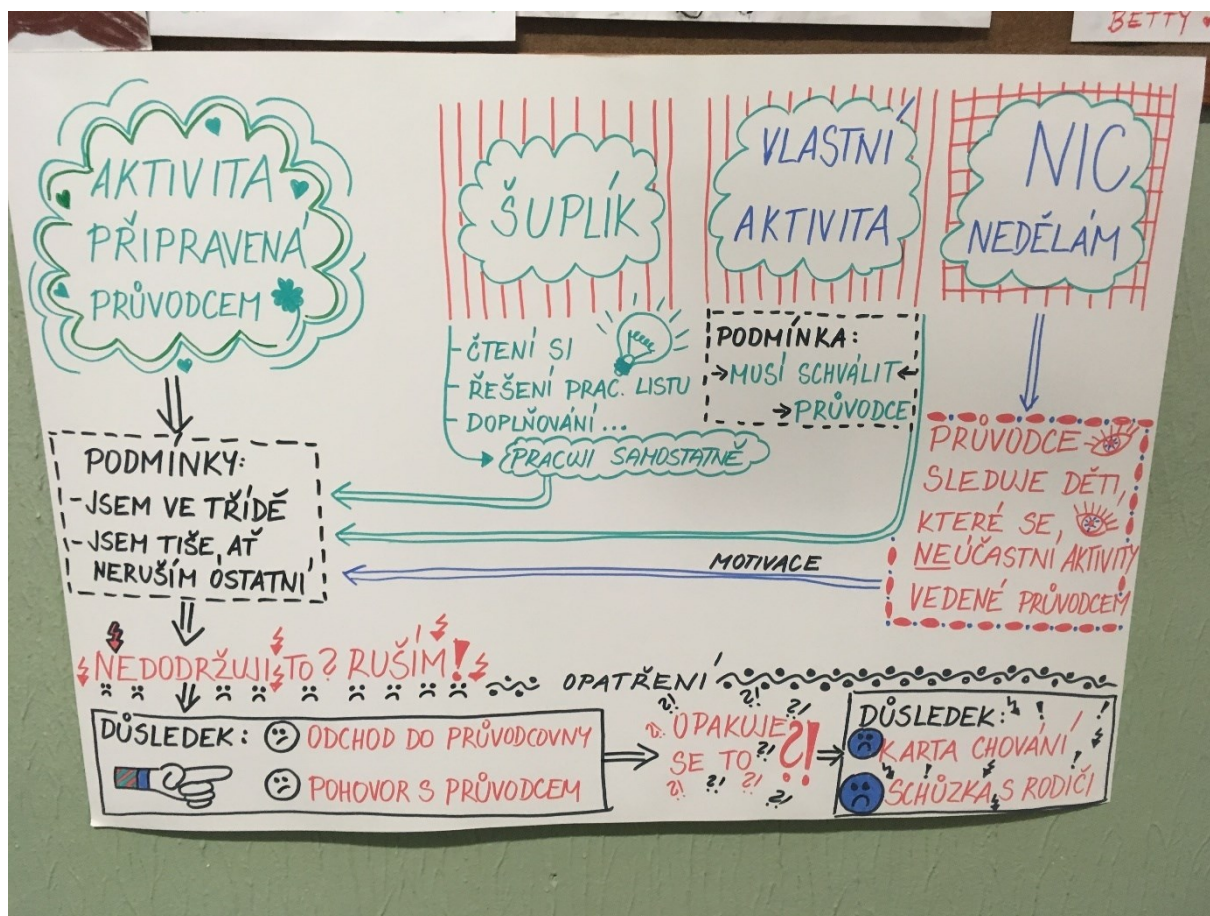 BETTY
AKTIVITA
PŘIPRAVENÁ
PRŮVODCEM
ŠUPLÍK
- ČTENÍ SI
- ŘEŠENÍ PRAC. LISTU
- DOPLŇOVÁNÍ ...
PRACUJI SAMOSTATNĚ
VLASTNÍ
AKTIVITA
PODMÍNKA:
→ MUSÍ SCHVÁLIT ←
→ PRŮVODCE
NIC
NEDĚLÁM
PRŮVODCE
SLEDUJE DĚTI,
KTERÉ SE,
NEÚČASTNÍ AKTIVITY
VEDENÉ PRŮVODCEM
MOTIVACE
PODMÍNKY:
- JSEM VE TŘÍDĚ
- JSEM TIŠE, AŤ
NERUŠÍM OSTATNÍ
NEDODRŽUJI TO? RUŠÍM!
OPATŘENÍ
DŮSLEDEK: ODCHOD DO PRŮVODCOVNY
POHOVOR S PRŮVODCEM
OPAKUJE
SE TO ?!
DŮSLEDEK:
KARTA CHOVÁNÍ
SCHŮZKA S RODIČI